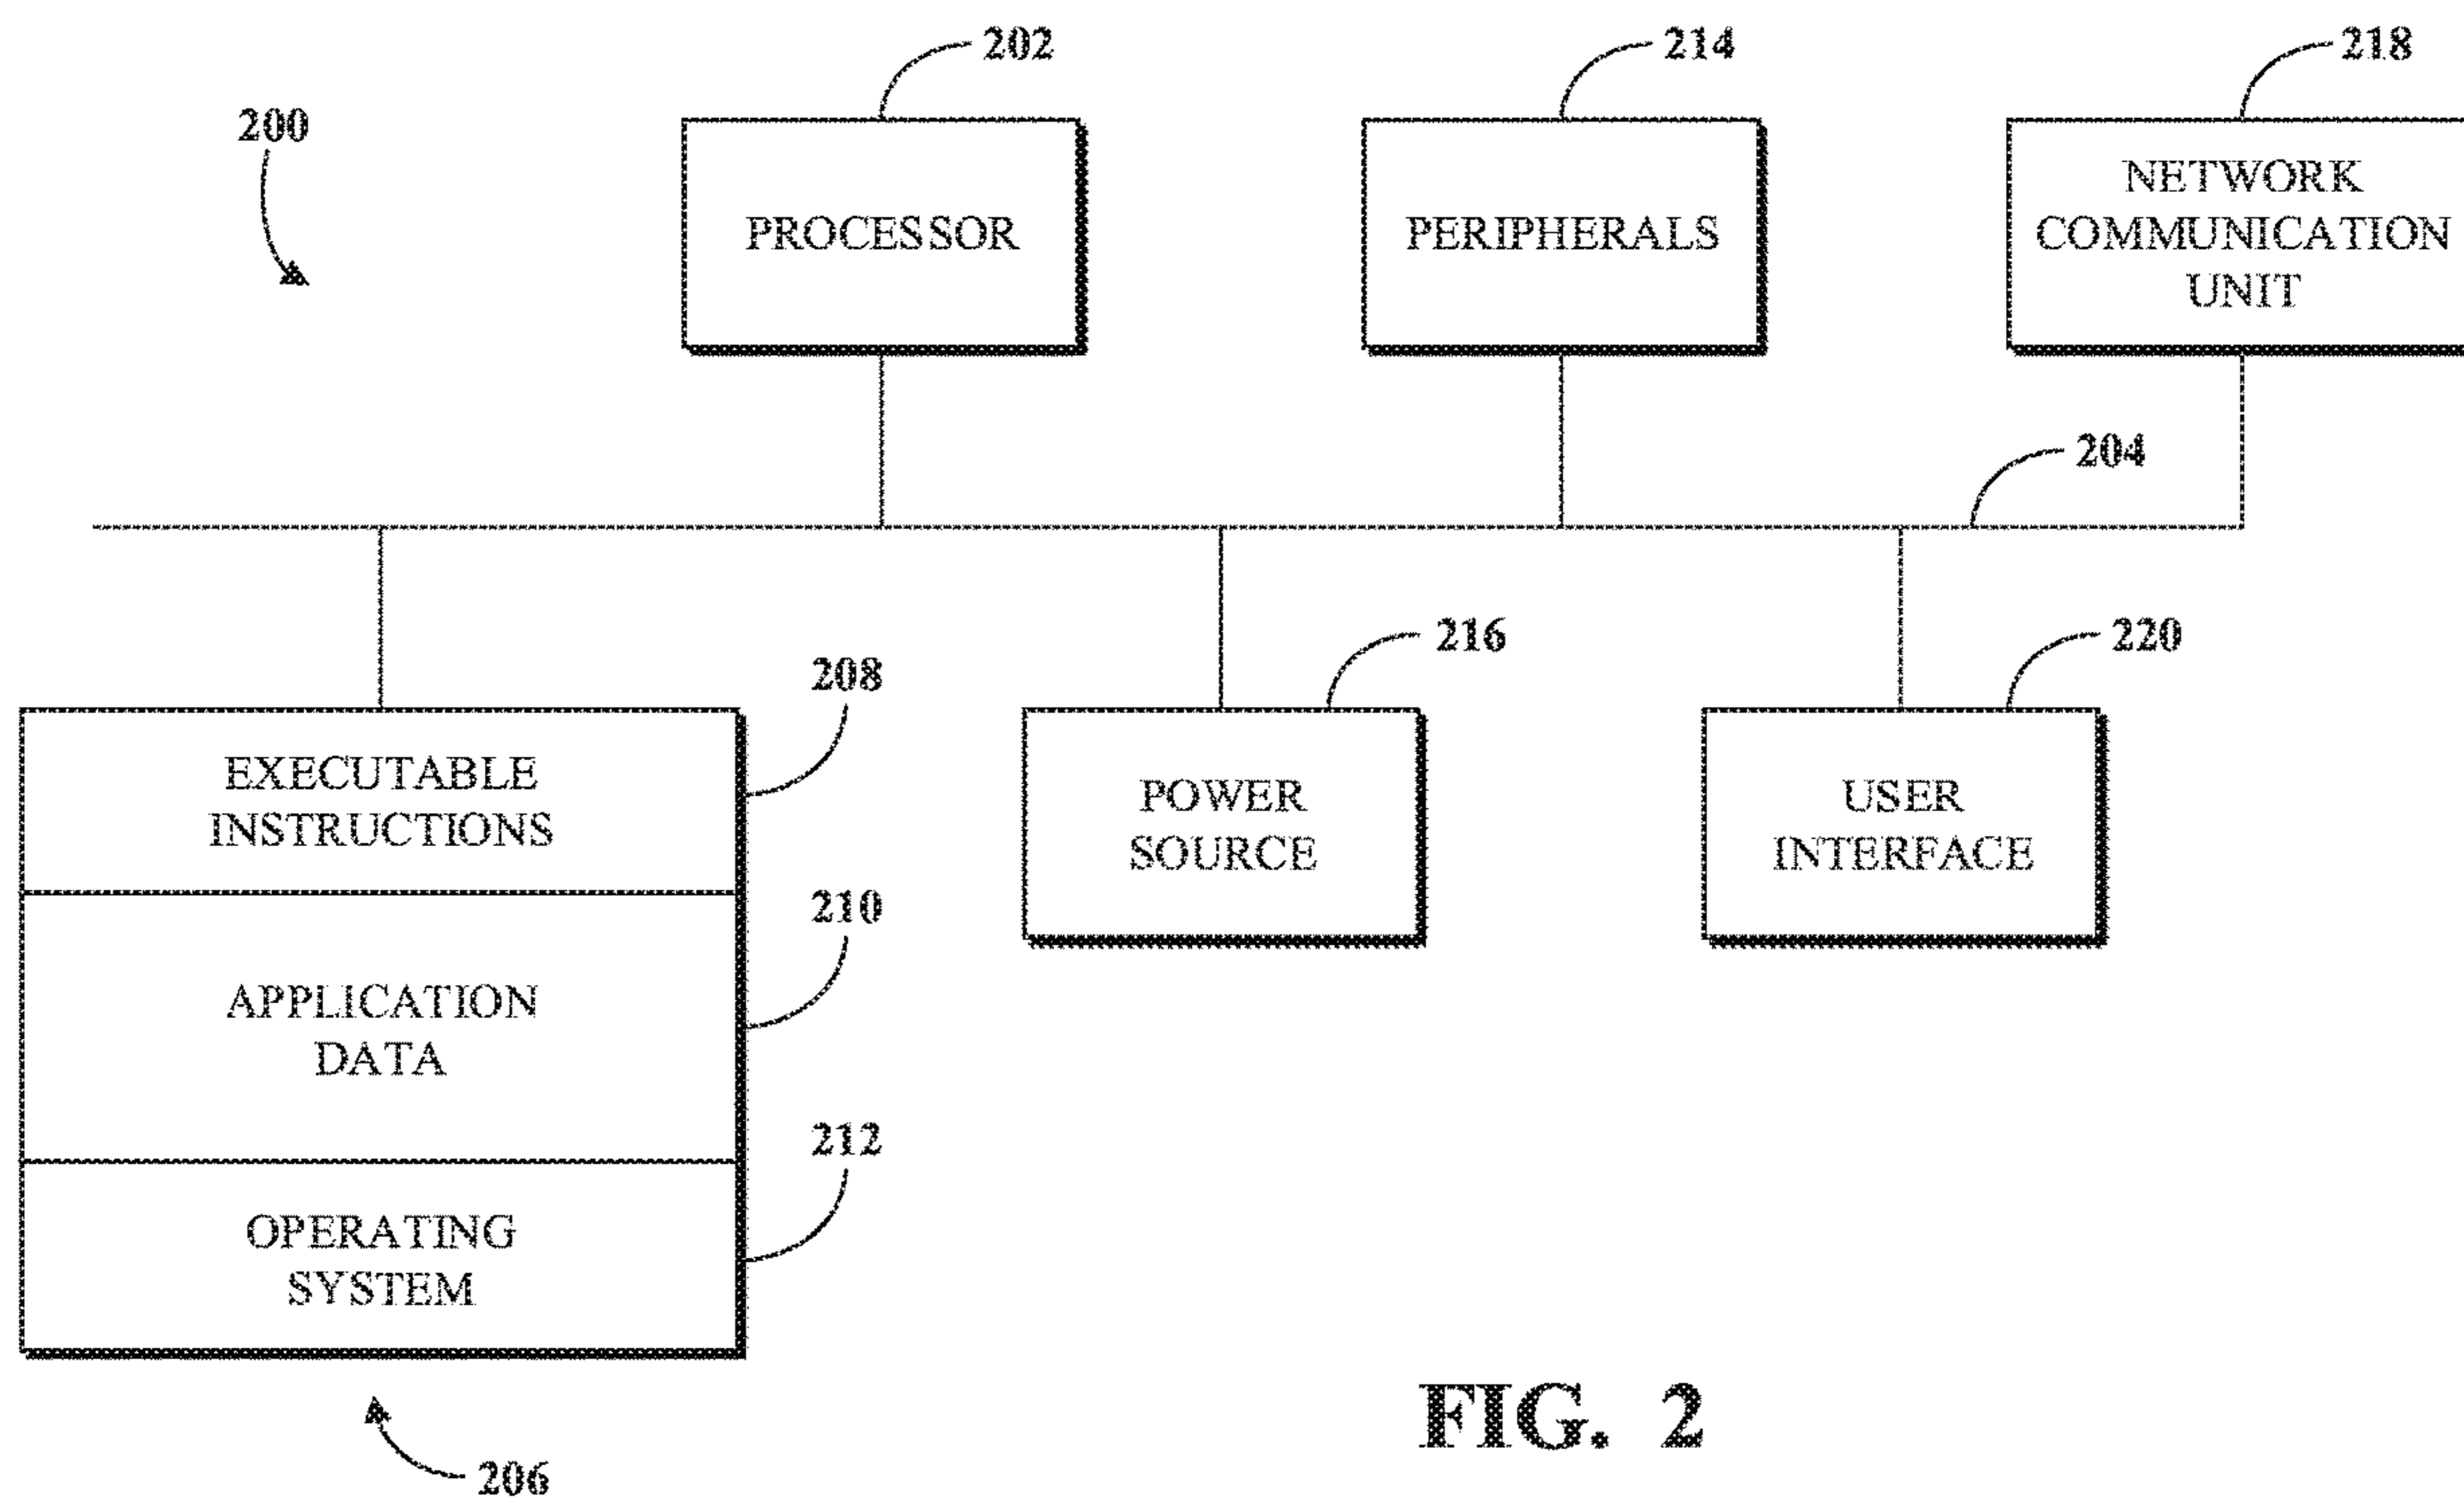 202
214
218
200
PROCESSOR
PERIPHERALS
NETWORK
COMMUNICATION
UNIT
204
208
216
220
EXECUTABLE
INSTRUCTIONS
POWER
SOURCE
USER
INTERFACE
210
APPLICATION
DATA
212
OPERATING
SYSTEM
206
FIG. 2